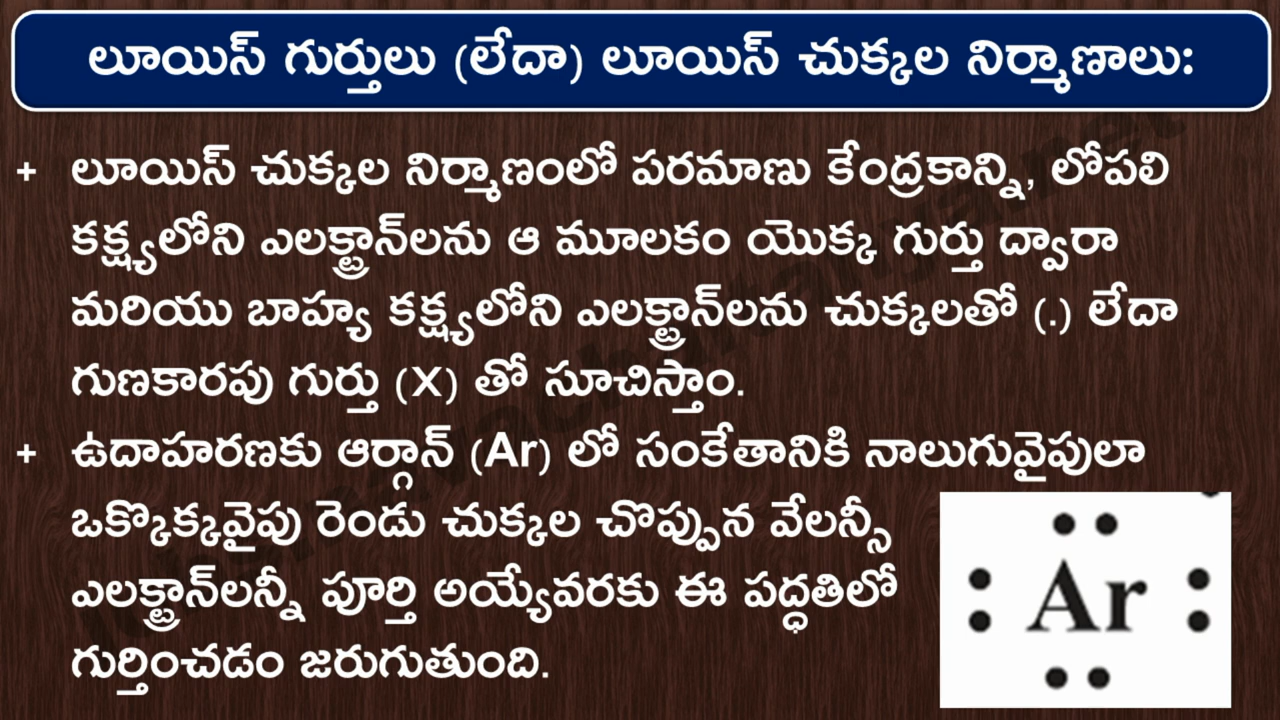 లూయిస్ గుర్తులు (లేదా) లూయిస్ చుక్కల నిర్మాణాలు:
+ లూయిస్ చుక్కల నిర్మాణంలో పరమాణు కేంద్రకాన్ని, లోపలి
కక్ష్యలోని ఎలక్ట్రాన్‌లను ఆ మూలకం యొక్క గుర్తు ద్వారా
మరియు బాహ్య కక్ష్యలోని ఎలక్ట్రాన్‌లను చుక్కలతో (.) లేదా
గుణకారపు గుర్తు (X) తో సూచిస్తాం.
+ ఉదాహరణకు ఆర్గాన్ (Ar) లో సంకేతానికి నాలుగువైపులా
ఒక్కొక్కవైపు రెండు చుక్కల చొప్పున వేలన్సీ
ఎలక్ట్రాన్‌లన్నీ పూర్తి అయ్యేవరకు ఈ పద్ధతిలో
గుర్తించడం జరుగుతుంది.
Ar